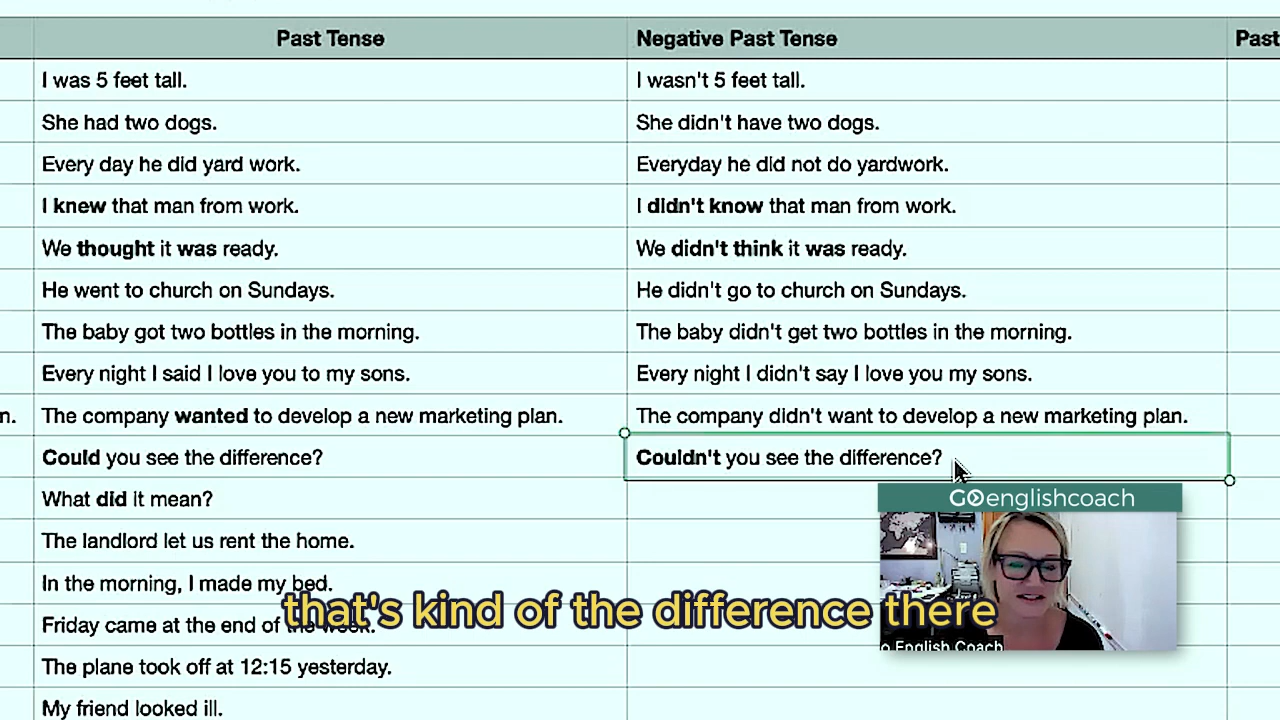 Past Tense Negative Past Tense Past
I was 5 feet tall. I wasn't 5 feet tall.
She had two dogs. She didn't have two dogs.
Every day he did yard work. Everyday he did not do yardwork.
I knew that man from work. I didn't know that man from work.
We thought it was ready. We didn't think it was ready.
He went to church on Sundays. He didn't go to church on Sundays.
The baby got two bottles in the morning. The baby didn't get two bottles in the morning.
Every night I said I love you to my sons. Every night I didn't say I love you my sons.
n. The company wanted to develop a new marketing plan. The company didn't want to develop a new marketing plan.
Could you see the difference? Couldn't you see the difference?
What did it mean?
GO englishcoach
The landlord let us rent the home.
In the morning, I made my bed.
that's kind of the difference there
Friday came at the end of the week.
o English Coach
The plane took off at 12:15 yesterday.
My friend looked ill.